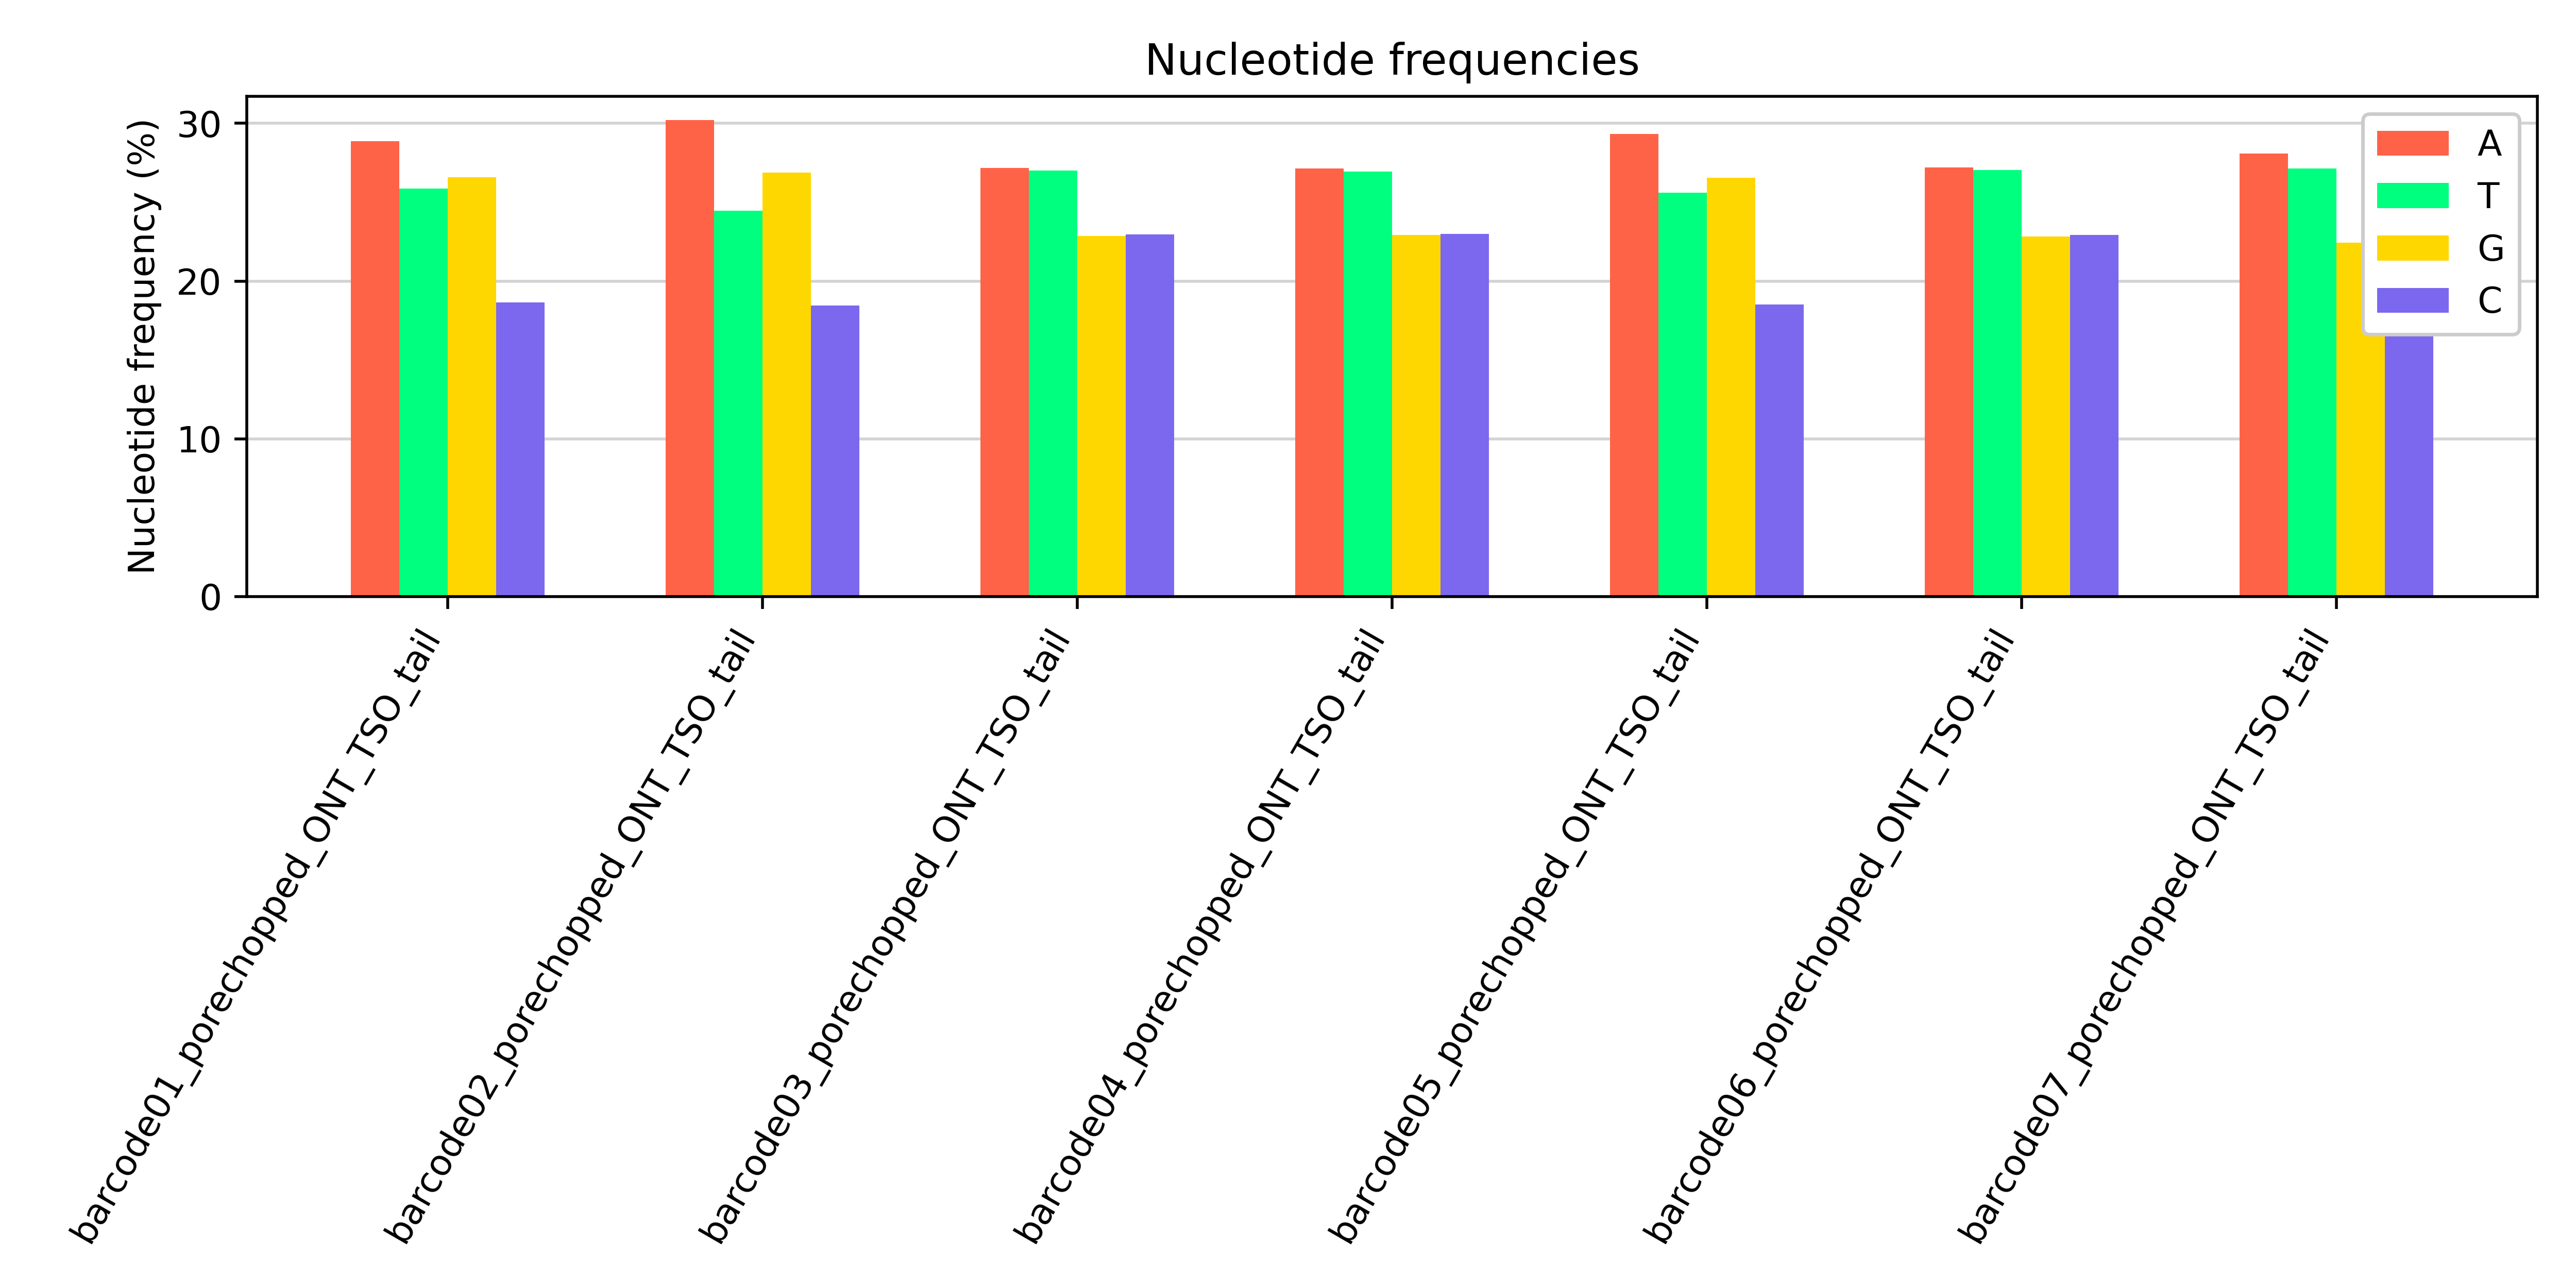 Nucleotide frequencies
Nucleotide frequency (%)
30
20
10
0
A
T
G
C
barcode01_porechopped_ONT_TSO_tail
barcode02_porechopped_ONT_TSO_tail
barcode03_porechopped_ONT_TSO_tail
barcode04_porechopped_ONT_TSO_tail
barcode05_porechopped_ONT_TSO_tail
barcode06_porechopped_ONT_TSO_tail
barcode07_porechopped_ONT_TSO_tail